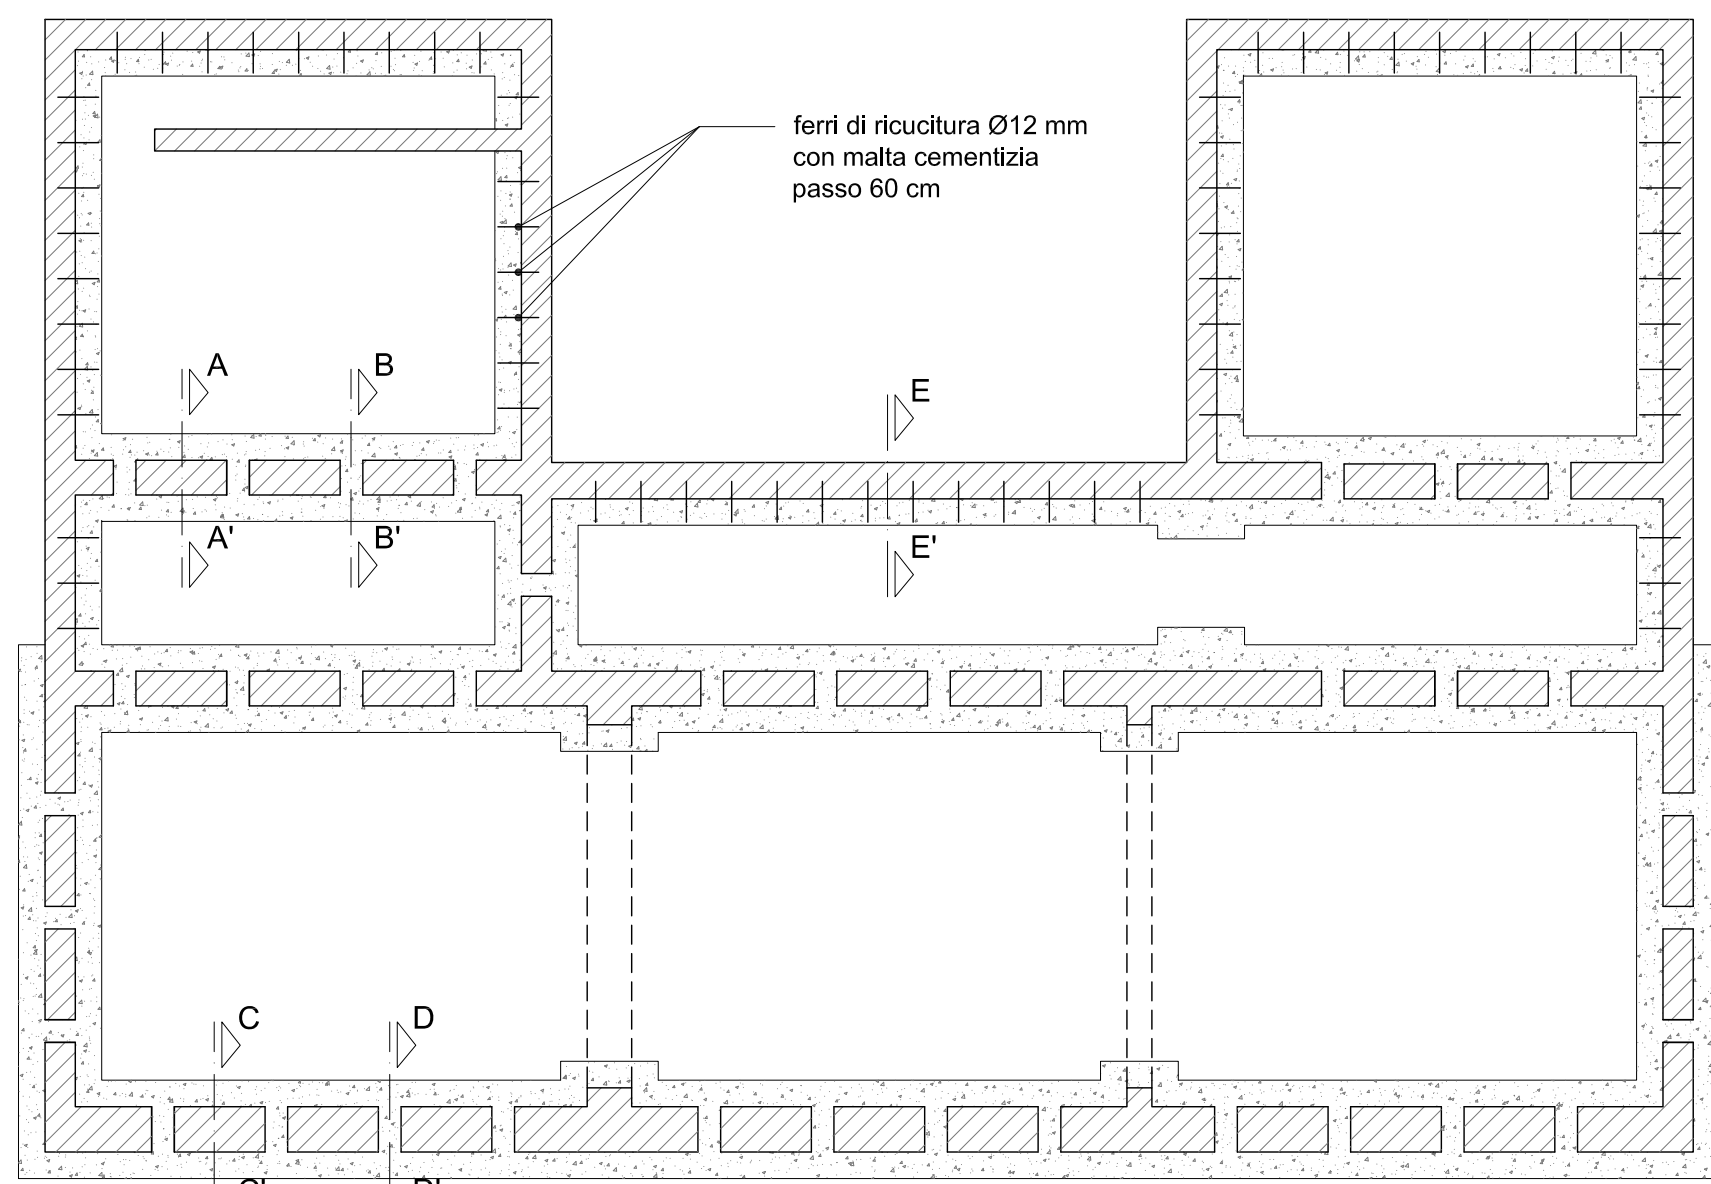 ferri di ricucitura Ø12 mm
con malta cementizia
passo 60 cm
A
B
E
A'
B'
E'
C
D
C'
D'